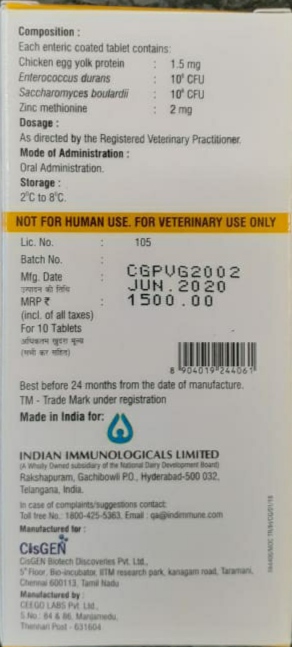 Composition :
Each enteric coated tablet contains:
Chicken egg yolk protein : 1.5 mg
Enterococcus durans : 10⁶ CFU
Saccharomyces boulardii : 10⁶ CFU
Zinc methionine : 2 mg
Dosage :
As directed by the Registered Veterinary Practitioner.
Mode of Administration :
Oral Administration.
Storage :
2°C to 8°C.
NOT FOR HUMAN USE. FOR VETERINARY USE ONLY
Lic. No. : 105
Batch No. : CGPVG2002
Mfg. Date : JUN.2020
उत्पादन की तिथि
MRP ₹ : 1500.00
(incl. of all taxes)
For 10 Tablets
अधिकतम खुदरा मूल्य
(सभी कर सहित)
8 904019 244061
Best before 24 months from the date of manufacture.
TM - Trade Mark under registration
Made in India for:
INDIAN IMMUNOLOGICALS LIMITED
(A Wholly Owned subsidiary of the National Dairy Development Board)
Rakshapuram, Gachibowli P.O., Hyderabad-500 032,
Telangana, India.
In case of complaints/suggestions contact:
Toll free No.: 1800-425-5363, Email : qa@indimmune.com
Manufactured for :
CisGEN
CisGEN Biotech Discoveries Pvt. Ltd.,
5th Floor, Bio-incubator, IITM research park, kanagam road, Taramani,
Chennai 600113, Tamil Nadu
Manufactured by :
CEEGO LABS Pvt. Ltd.,
S.No. 84 & 86, Manjamedu,
Thennari Post - 631604